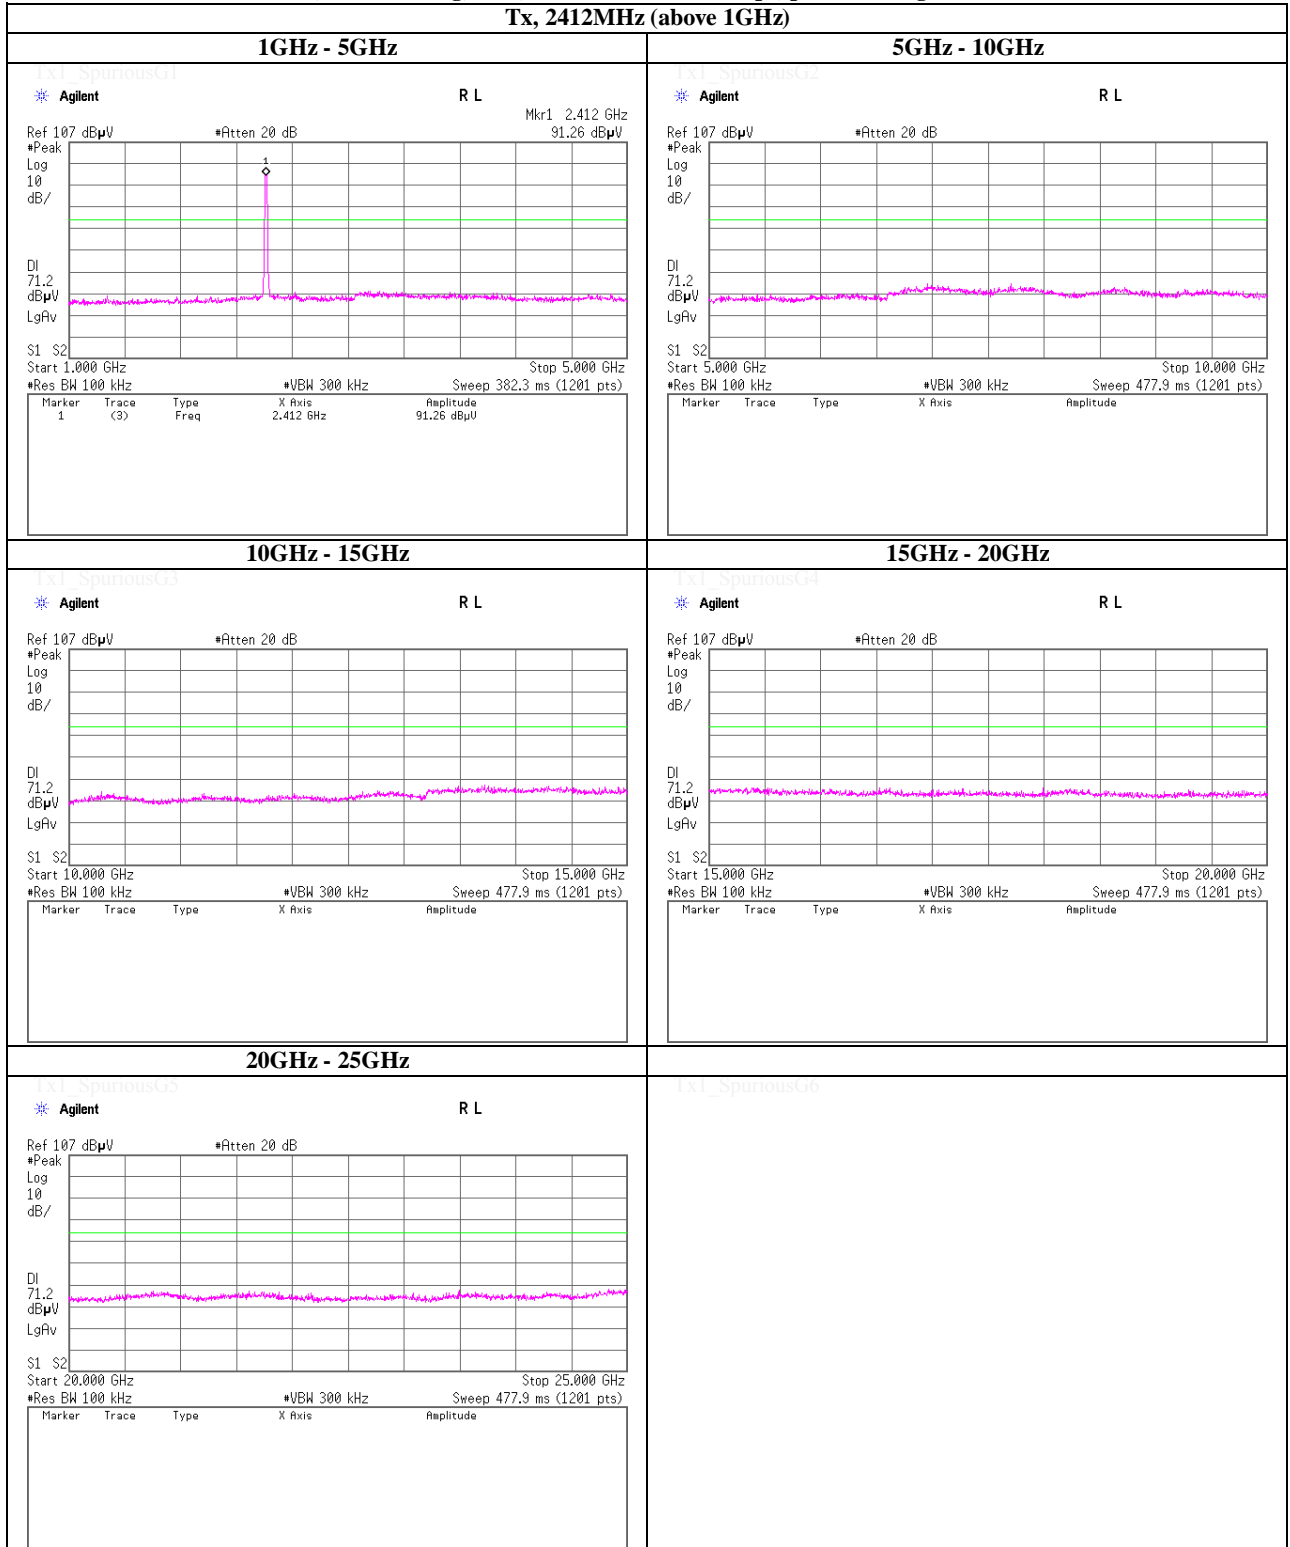 Tx, 2412MHz (above 1GHz)
1GHz - 5GHz
5GHz - 10GHz
Tx1_SpuriousG1
Agilent
R L
Mkr1 2.412 GHz
Ref 107 dBµV
#Atten 20 dB
91.26 dBµV
#Peak
Log
10
dB/
1
DI
71.2
dBµV
LgAv
S1 S2
Start 1.000 GHz
Stop 5.000 GHz
#Res BW 100 kHz
#VBW 300 kHz
Sweep 382.3 ms (1201 pts)
Marker Trace Type X Axis Amplitude
1 (3) Freq 2.412 GHz 91.26 dBµV
Tx1_SpuriousG2
Agilent
R L
Ref 107 dBµV
#Atten 20 dB
#Peak
Log
10
dB/
DI
71.2
dBµV
LgAv
S1 S2
Start 5.000 GHz
Stop 10.000 GHz
#Res BW 100 kHz
#VBW 300 kHz
Sweep 477.9 ms (1201 pts)
Marker Trace Type X Axis Amplitude
10GHz - 15GHz
15GHz - 20GHz
Tx1_SpuriousG3
Agilent
R L
Ref 107 dBµV
#Atten 20 dB
#Peak
Log
10
dB/
DI
71.2
dBµV
LgAv
S1 S2
Start 10.000 GHz
Stop 15.000 GHz
#Res BW 100 kHz
#VBW 300 kHz
Sweep 477.9 ms (1201 pts)
Marker Trace Type X Axis Amplitude
Tx1_SpuriousG4
Agilent
R L
Ref 107 dBµV
#Atten 20 dB
#Peak
Log
10
dB/
DI
71.2
dBµV
LgAv
S1 S2
Start 15.000 GHz
Stop 20.000 GHz
#Res BW 100 kHz
#VBW 300 kHz
Sweep 477.9 ms (1201 pts)
Marker Trace Type X Axis Amplitude
20GHz - 25GHz
Tx1_SpuriousG5
Agilent
R L
Ref 107 dBµV
#Atten 20 dB
#Peak
Log
10
dB/
DI
71.2
dBµV
LgAv
S1 S2
Start 20.000 GHz
Stop 25.000 GHz
#Res BW 100 kHz
#VBW 300 kHz
Sweep 477.9 ms (1201 pts)
Marker Trace Type X Axis Amplitude
Tx1_SpuriousG6